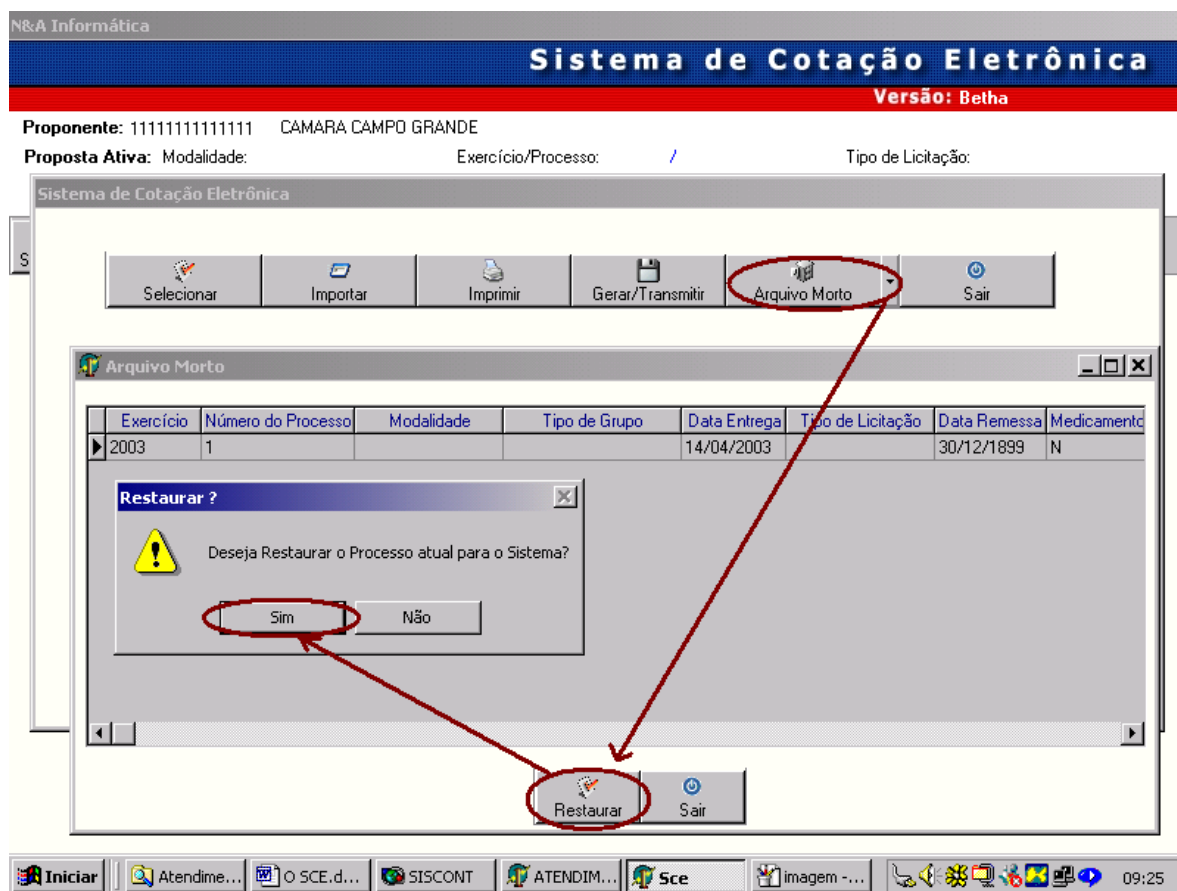 N&A Informática
Sistema de Cotação Eletrônica
Versão: Betha
Proponente: 11111111111111 CAMARA CAMPO GRANDE
Proposta Ativa: Modalidade: Exercício/Processo: / Tipo de Licitação:
Sistema de Cotação Eletrônica
S
Selecionar Importar Imprimir Gerar/Transmitir Arquivo Morto Sair
Arquivo Morto
Exercício Número do Processo Modalidade Tipo de Grupo Data Entrega Tipo de Licitação Data Remessa Medicamento
2003 1 14/04/2003 30/12/1899 N
Restaurar ?
Deseja Restaurar o Processo atual para o Sistema?
Sim Não
Restaurar Sair
Iniciar Atendime... O SCE.d... SISCONT ATENDIM... Sce imagem -... 09:25